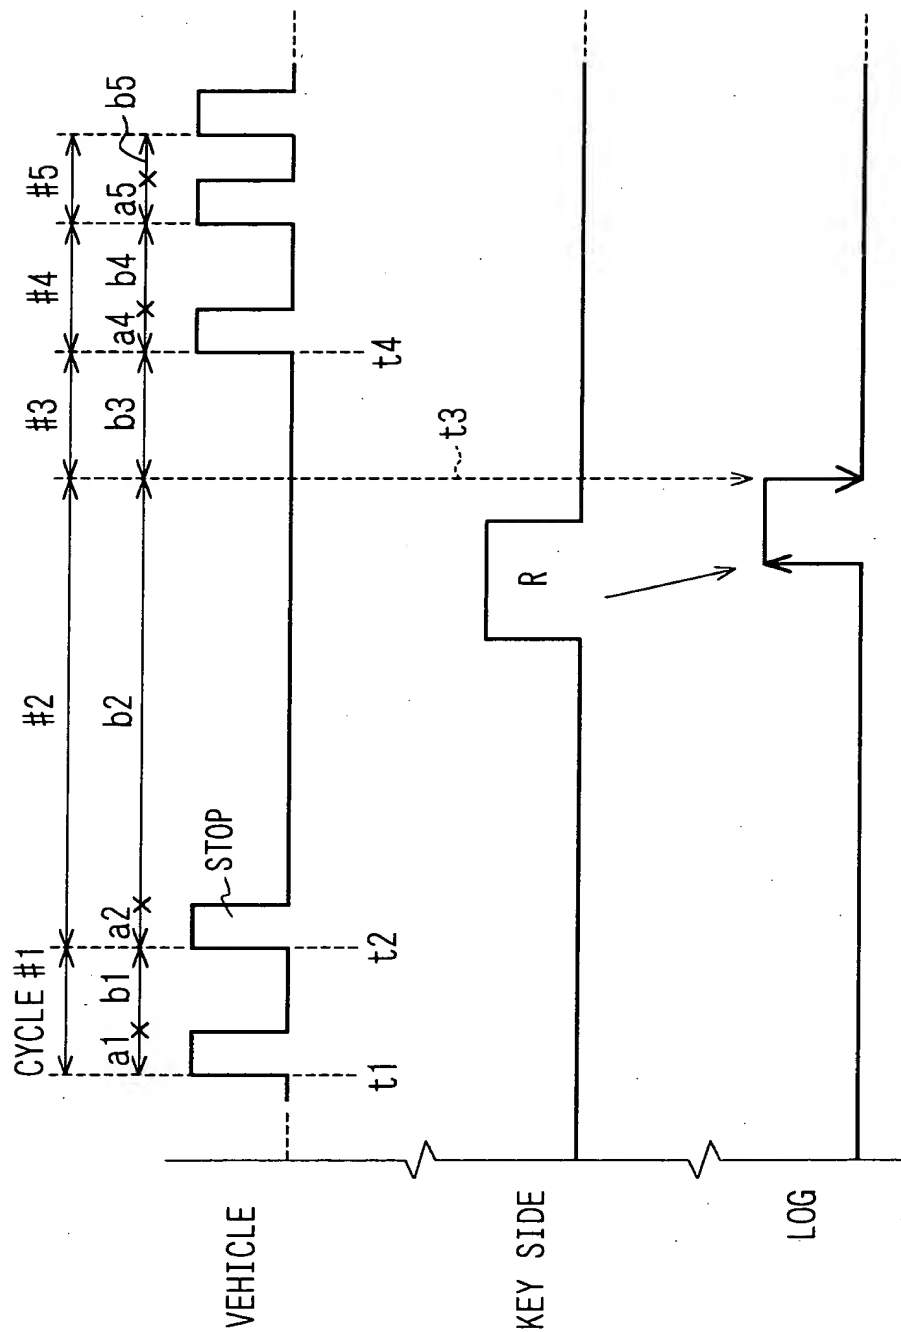 CYCLE #1
#2
#3
#4
#5
a1
b1
a2
b2
b3
a4
b4
a5
b5
VEHICLE
STOP
t1
t2
t4
t3
KEY SIDE
R
LOG